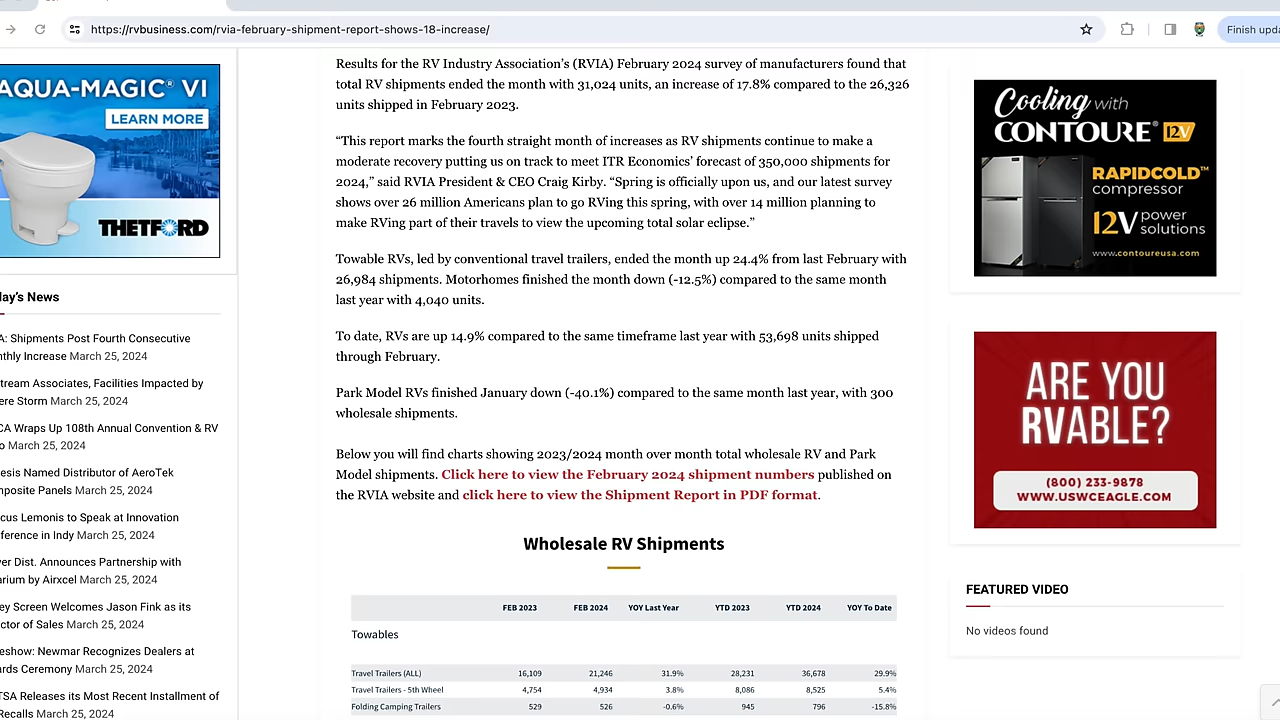 https://rvbusiness.com/rvia-february-shipment-report-shows-18-increase/
Finish upda
AQUA-MAGIC® VI
LEARN MORE
THETFORD
lay's News
A: Shipments Post Fourth Consecutive
nthly Increase March 25, 2024
tream Associates, Facilities Impacted by
ere Storm March 25, 2024
CA Wraps Up 108th Annual Convention & RV
o March 25, 2024
esis Named Distributor of AeroTek
mposite Panels March 25, 2024
cus Lemonis to Speak at Innovation
ference in Indy March 25, 2024
er Dist. Announces Partnership with
arium by Airxcel March 25, 2024
ey Screen Welcomes Jason Fink as its
ctor of Sales March 25, 2024
eshow: Newmar Recognizes Dealers at
ards Ceremony March 25, 2024
TSA Releases its Most Recent Installment of
Recalls March 25, 2024
Results for the RV Industry Association's (RVIA) February 2024 survey of manufacturers found that
total RV shipments ended the month with 31,024 units, an increase of 17.8% compared to the 26,326
units shipped in February 2023.
“This report marks the fourth straight month of increases as RV shipments continue to make a
moderate recovery putting us on track to meet ITR Economics’ forecast of 350,000 shipments for
2024,” said RVIA President & CEO Craig Kirby. “Spring is officially upon us, and our latest survey
shows over 26 million Americans plan to go RVing this spring, with over 14 million planning to
make RVing part of their travels to view the upcoming total solar eclipse.”
Towable RVs, led by conventional travel trailers, ended the month up 24.4% from last February with
26,984 shipments. Motorhomes finished the month down (-12.5%) compared to the same month
last year with 4,040 units.
To date, RVs are up 14.9% compared to the same timeframe last year with 53,698 units shipped
through February.
Park Model RVs finished January down (-40.1%) compared to the same month last year, with 300
wholesale shipments.
Below you will find charts showing 2023/2024 month over month total wholesale RV and Park
Model shipments. Click here to view the February 2024 shipment numbers published on
the RVIA website and click here to view the Shipment Report in PDF format.
Wholesale RV Shipments
FEB 2023 FEB 2024 YOY Last Year YTD 2023 YTD 2024 YOY To Date
Towables
Travel Trailers (ALL) 16,109 21,246 31.9% 28,231 36,678 29.9%
Travel Trailers - 5th Wheel 4,754 4,934 3.8% 8,086 8,525 5.4%
Folding Camping Trailers 529 526 -0.6% 945 796 -15.8%
Cooling with
CONTOURE® 12V
RAPIDCOLD™
compressor
12V power
solutions
www.contoureusa.com
ARE YOU
RVABLE?
(800) 233-9878
WWW.USWCEAGLE.COM
FEATURED VIDEO
No videos found